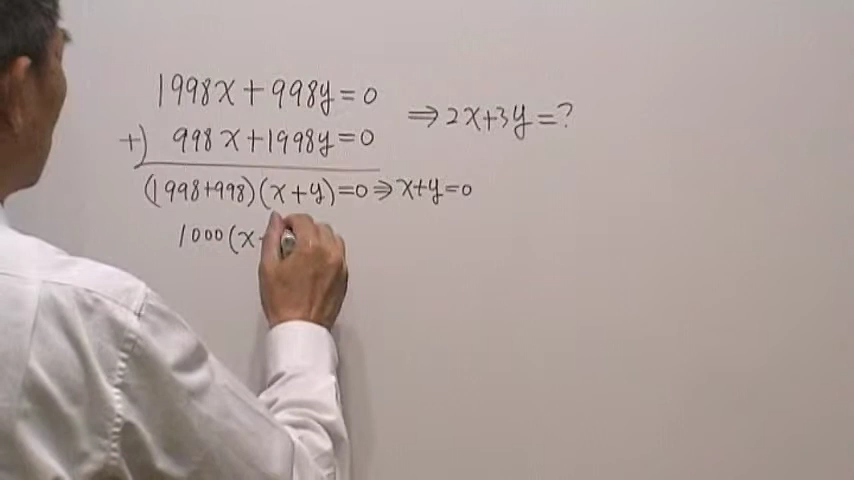 1998x+998y=0
⇒2x+3y=?
+) 998x+1998y=0
(1998+998)(x+y)=0⇒x+y=0
1000(x-